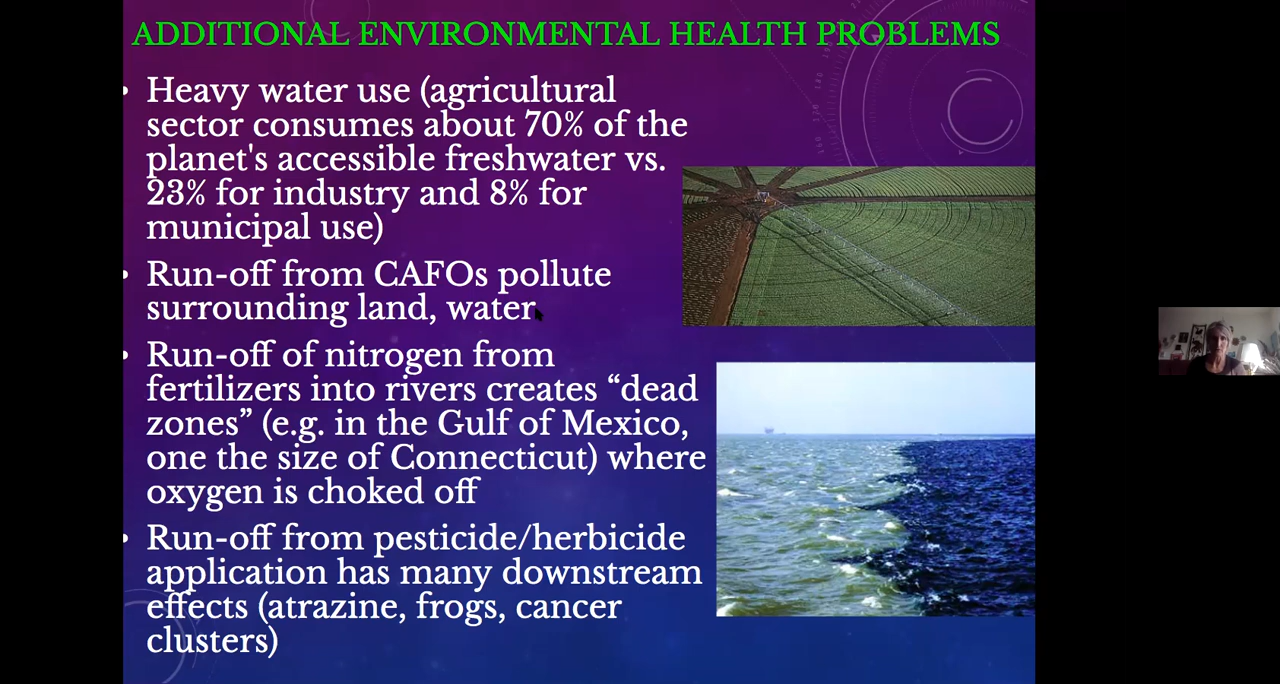 ADDITIONAL ENVIRONMENTAL HEALTH PROBLEMS
• Heavy water use (agricultural
sector consumes about 70% of the
planet's accessible freshwater vs.
23% for industry and 8% for
municipal use)
• Run-off from CAFOs pollute
surrounding land, water
• Run-off of nitrogen from
fertilizers into rivers creates “dead
zones” (e.g. in the Gulf of Mexico,
one the size of Connecticut) where
oxygen is choked off
• Run-off from pesticide/herbicide
application has many downstream
effects (atrazine, frogs, cancer
clusters)